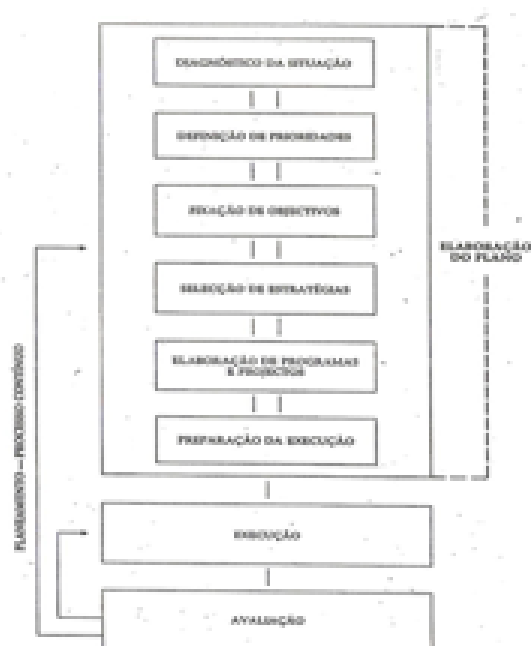 DIAGNÓSTICO DA SITUAÇÃO
DEFINIÇÃO DE PRIORIDADES
FIXAÇÃO DE OBJECTIVOS
ELABORAÇÃO
DO PLANO
SELECÇÃO DE ESTRATÉGIAS
ELABORAÇÃO DE PROGRAMAS
E PROJECTOS
PREPARAÇÃO DA EXECUÇÃO
PLANEAMENTO – PROCESSO CONTÍNUO
EXECUÇÃO
AVALIAÇÃO